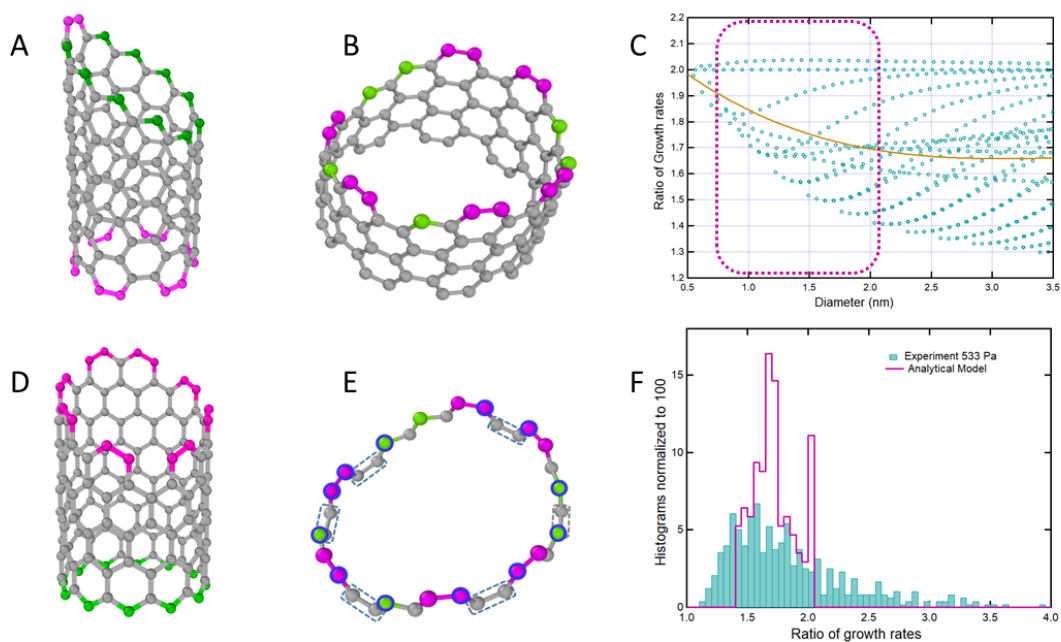 A
B
C
2.2
2.1
2.0
1.9
1.8
1.7
1.6
1.5
1.4
1.3
1.2
Ratio of Growth rates
0.5
1.0
1.5
2.0
2.5
3.0
3.5
Diameter (nm)
D
E
F
Experiment 533 Pa
Analytical Model
15
10
5
0
Histograms normalized to 100
1.0
1.5
2.0
2.5
3.0
3.5
4.0
Ratio of growth rates